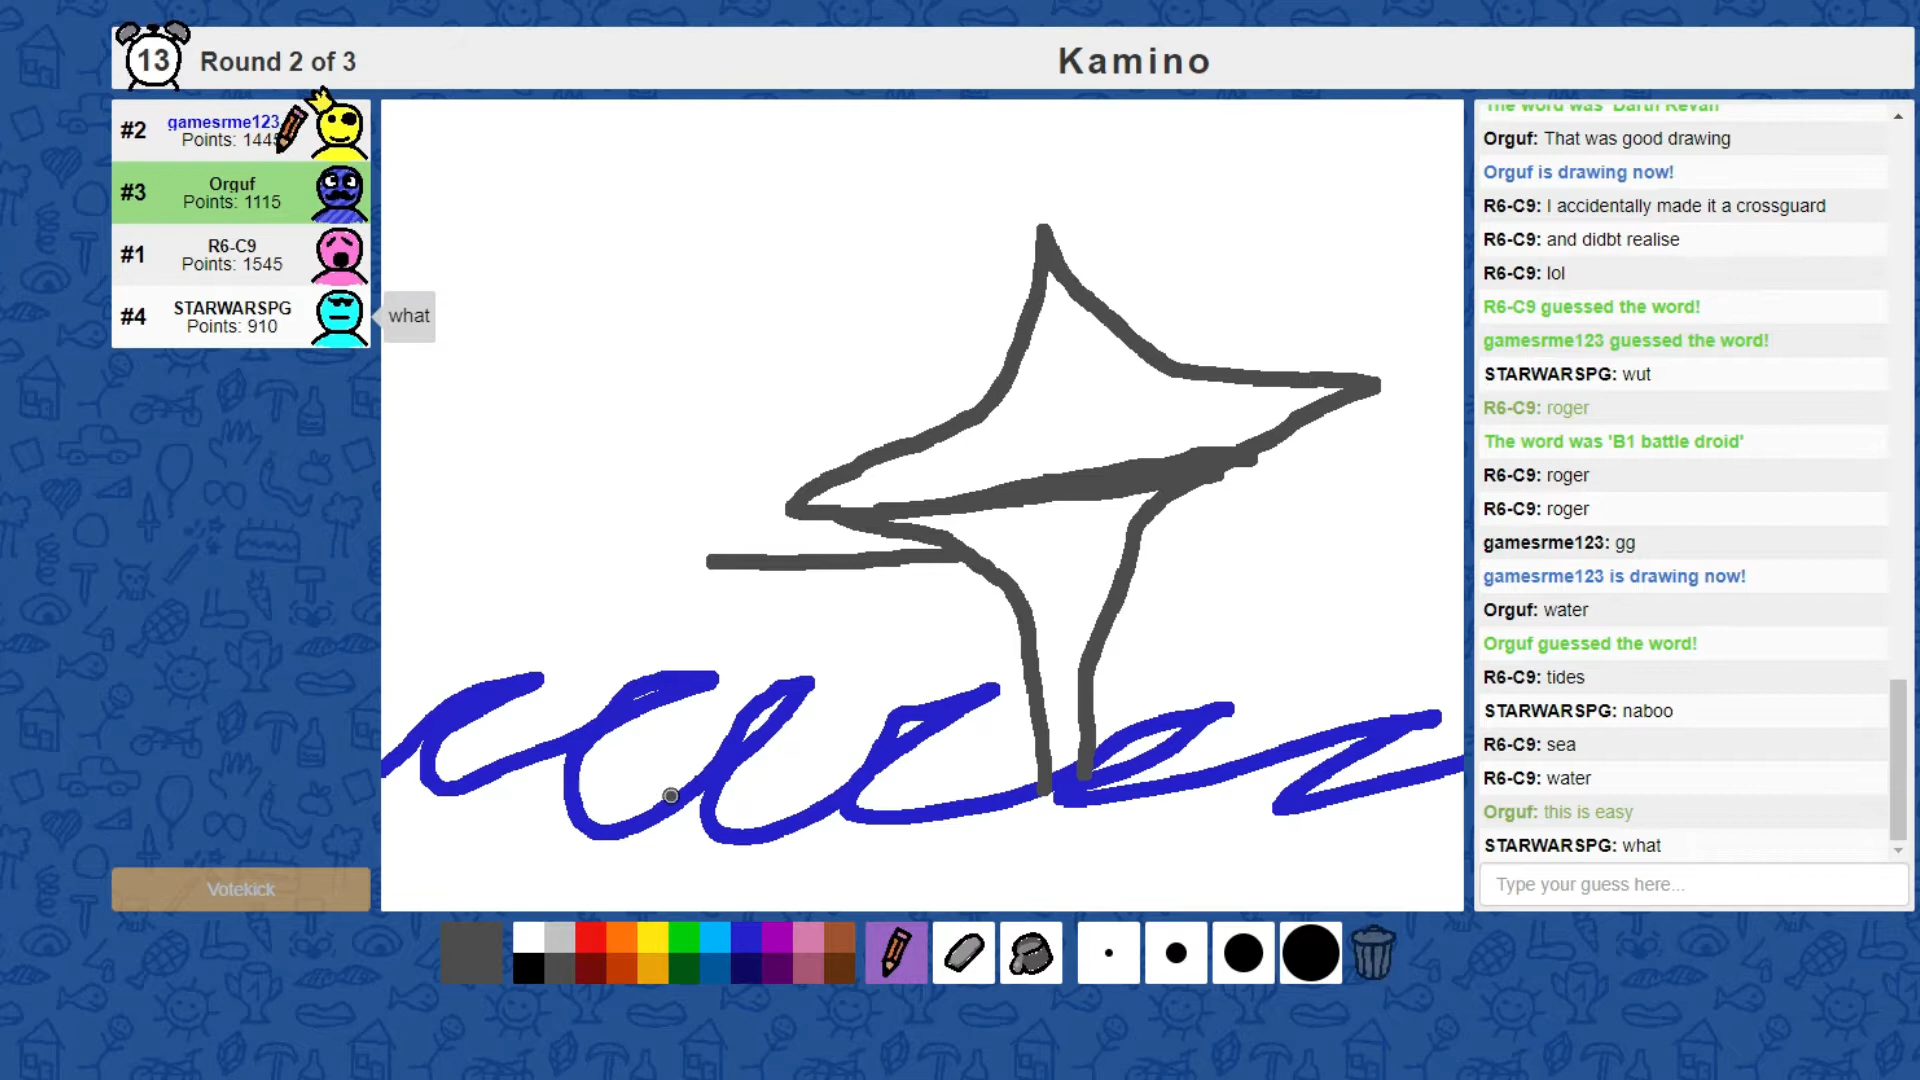 13
Round 2 of 3
Kamino
#2
gamesrme123
Points: 1445
#3
Orguf
Points: 1115
#1
R6-C9
Points: 1545
#4
STARWARSPG
Points: 910
what
Votekick
The word was 'Darth Revan'
Orguf: That was good drawing
Orguf is drawing now!
R6-C9: I accidentally made it a crossguard
R6-C9: and didbt realise
R6-C9: lol
R6-C9 guessed the word!
gamesrme123 guessed the word!
STARWARSPG: wut
R6-C9: roger
The word was 'B1 battle droid'
R6-C9: roger
R6-C9: roger
gamesrme123: gg
gamesrme123 is drawing now!
Orguf: water
Orguf guessed the word!
R6-C9: tides
STARWARSPG: naboo
R6-C9: sea
R6-C9: water
Orguf: this is easy
STARWARSPG: what
Type your guess here...